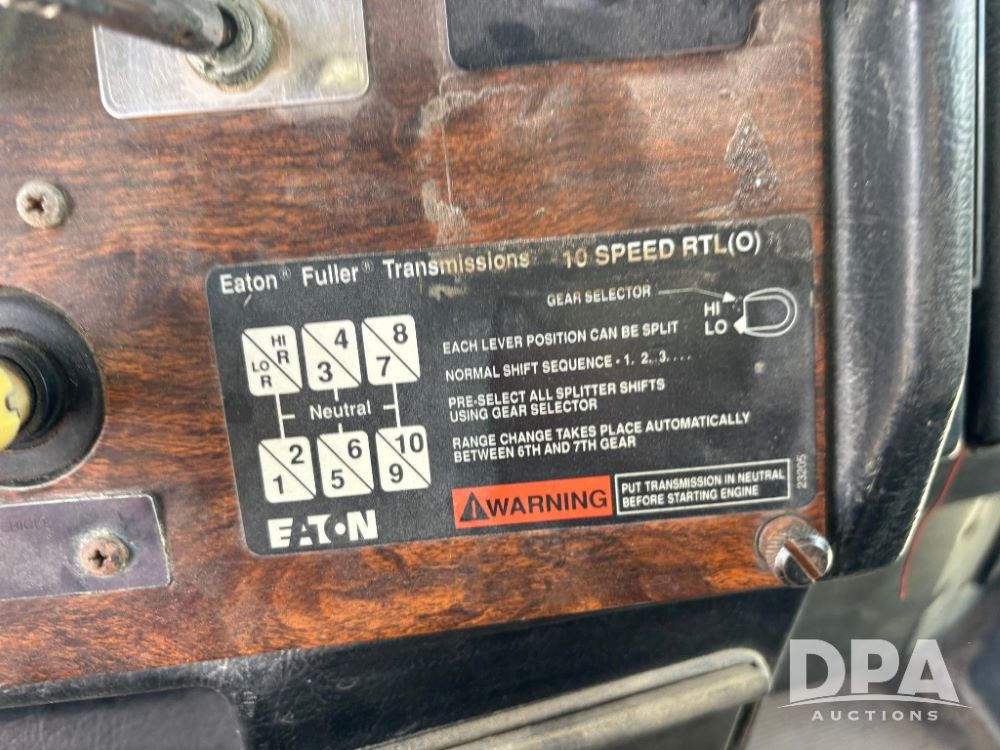 Eaton® Fuller® Transmissions 10 SPEED RTL(O)
GEAR SELECTOR
HI
LO
HI
R
LO
R
4
3
8
7
EACH LEVER POSITION CAN BE SPLIT
NORMAL SHIFT SEQUENCE - 1. 2..3. . . .
Neutral
PRE-SELECT ALL SPLITTER SHIFTS
USING GEAR SELECTOR
2
1
6
5
10
9
RANGE CHANGE TAKES PLACE AUTOMATICALLY
BETWEEN 6TH AND 7TH GEAR
WARNING
PUT TRANSMISSION IN NEUTRAL
BEFORE STARTING ENGINE
23205
EATON
DPA
AUCTIONS